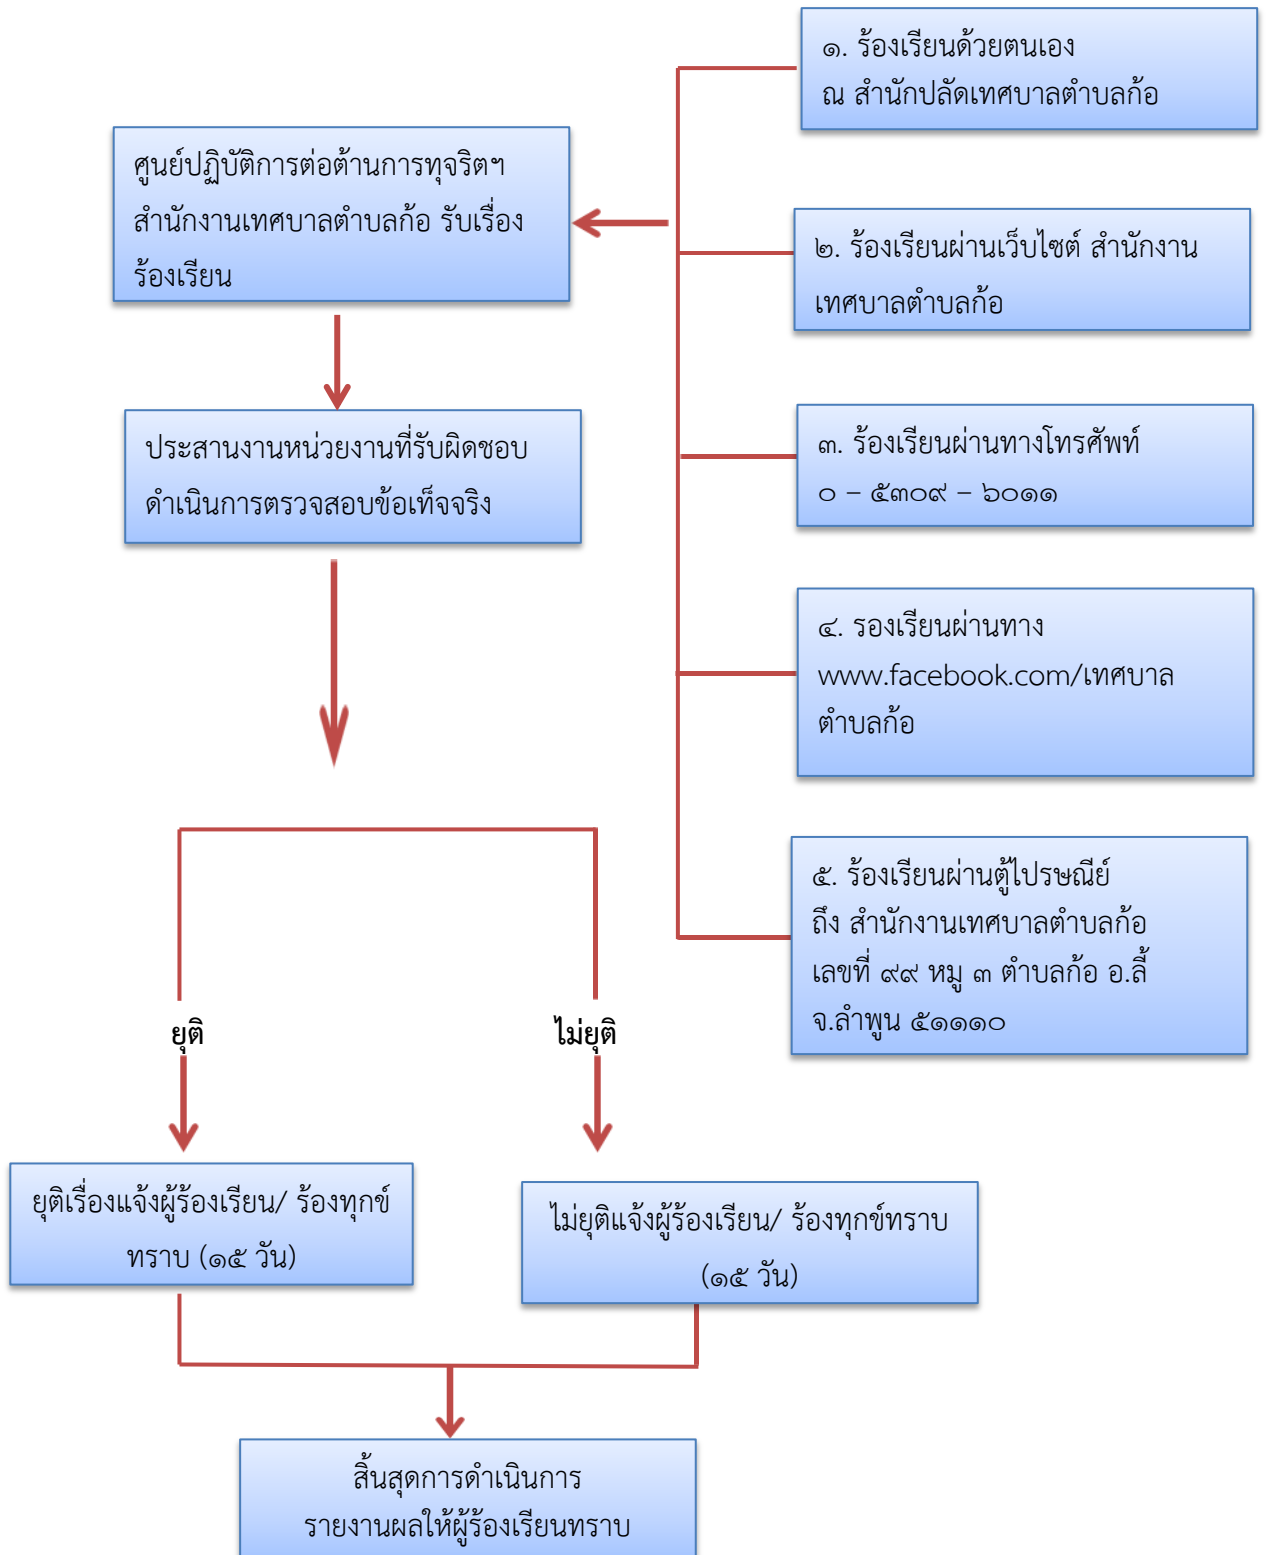 ๑. ร้องเรียนด้วยตนเอง
ณ สำนักปลัดเทศบาลตำบลก้อ
ศูนย์ปฏิบัติการต่อต้านการทุจริตฯ
สำนักงานเทศบาลตำบลก้อ รับเรื่อง
ร้องเรียน
๒. ร้องเรียนผ่านเว็บไซต์ สำนักงาน
เทศบาลตำบลก้อ
ประสานงานหน่วยงานที่รับผิดชอบ
ดำเนินการตรวจสอบข้อเท็จจริง
๓. ร้องเรียนผ่านทางโทรศัพท์
๐ – ๕๓๐๙ – ๖๐๑๑
๔. รองเรียนผ่านทาง
www.facebook.com/เทศบาล
ตำบลก้อ
๕. ร้องเรียนผ่านตู้ไปรษณีย์
ถึง สำนักงานเทศบาลตำบลก้อ
เลขที่ ๙๙ หมู ๓ ตำบลก้อ อ.ลี้
จ.ลำพูน ๕๑๑๑๐
ยุติ
ไม่ยุติ
ยุติเรื่องแจ้งผู้ร้องเรียน/ ร้องทุกข์
ทราบ (๑๕ วัน)
ไม่ยุติแจ้งผู้ร้องเรียน/ ร้องทุกข์ทราบ
(๑๕ วัน)
สิ้นสุดการดำเนินการ
รายงานผลให้ผู้ร้องเรียนทราบ